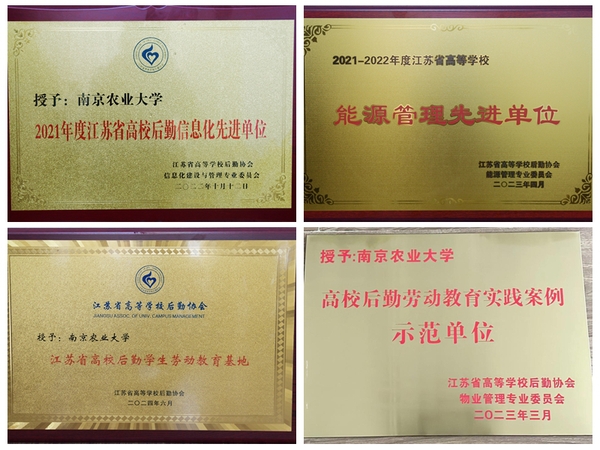 授予：南京农业大学
2021年度江苏省高校后勤信息化先进单位
江苏省高等学校后勤协会
信息化建设与管理专业委员会
二〇二二年十月十二日
2021-2022年度江苏省高等学校
能源管理先进单位
江苏省高等学校后勤协会
能源管理专业委员会
二〇二三年四月
江苏省高等学校后勤协会
JIANGSU ASSOC. OF UNIV. CAMPUS MANAGEMENT
授予：南京农业大学
江苏省高校后勤学生劳动教育基地
江苏省高等学校后勤协会
二〇二四年六月
授予:南京农业大学
高校后勤劳动教育实践案例
示范单位
江苏省高等学校后勤协会
物业管理专业委员会
二〇二三年三月